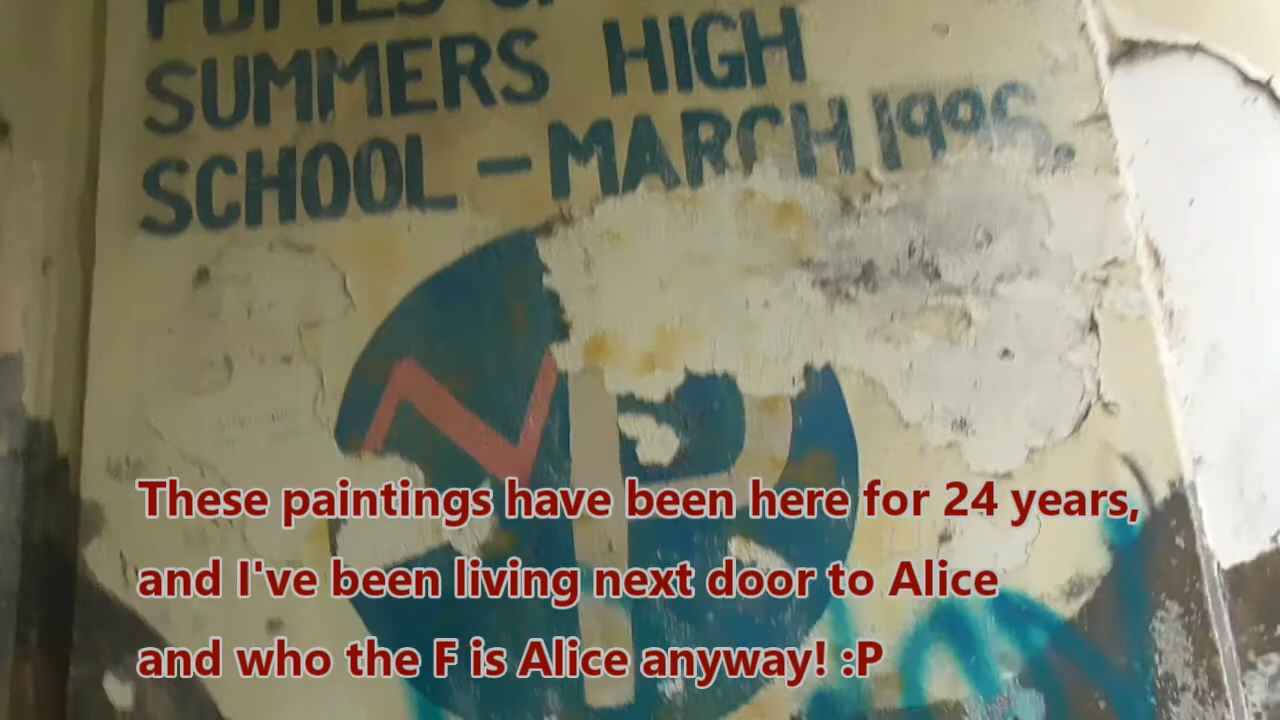 SUMMERS HIGH
SCHOOL - MARCH 1996.
P
These paintings have been here for 24 years,
and I've been living next door to Alice
and who the F is Alice anyway! :P